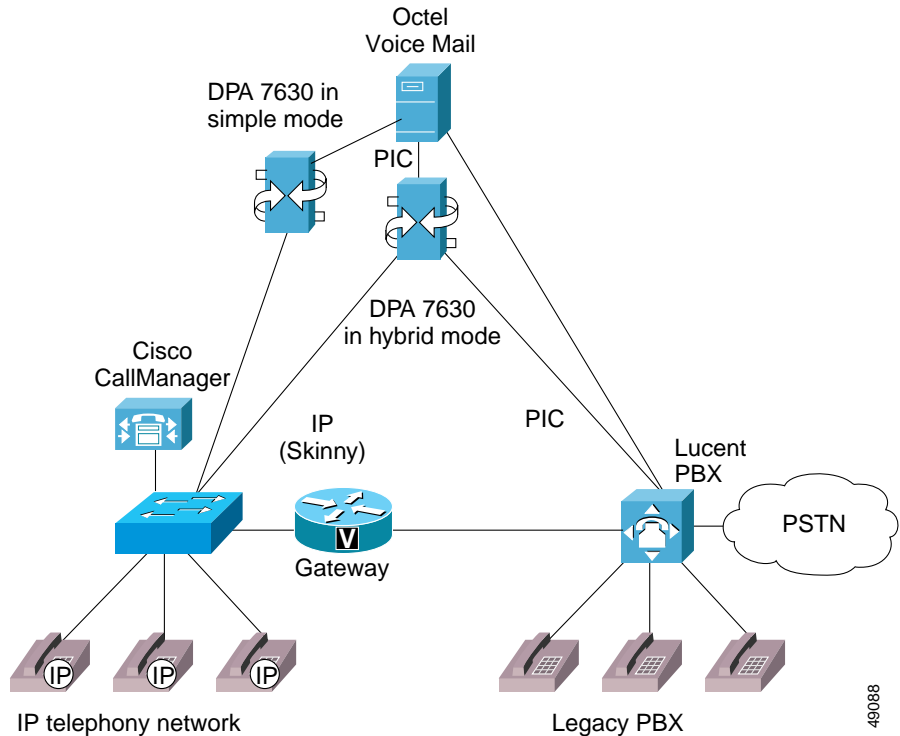 Octel
Voice Mail
DPA 7630 in
simple mode
PIC
DPA 7630
in hybrid mode
Cisco
CallManager
IP
(Skinny)
PIC
Lucent
PBX
PSTN
V
Gateway
IP
IP
IP
IP telephony network
Legacy PBX
49088